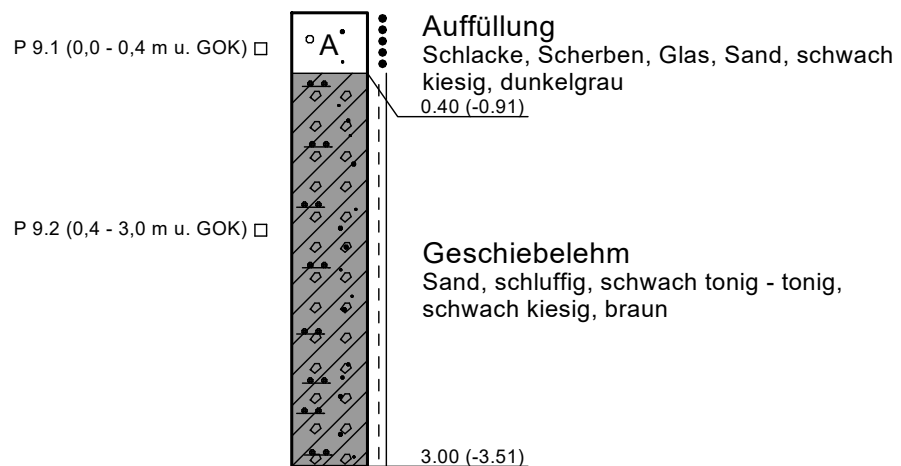 Auffüllung
P 9.1 (0,0 - 0,4 m u. GOK)
A
Schlacke, Scherben, Glas, Sand, schwach
kiesig, dunkelgrau
0.40 (-0.91)
P 9.2 (0,4 - 3,0 m u. GOK)
Geschiebelehm
Sand, schluffig, schwach tonig - tonig,
schwach kiesig, braun
3.00 (-3.51)